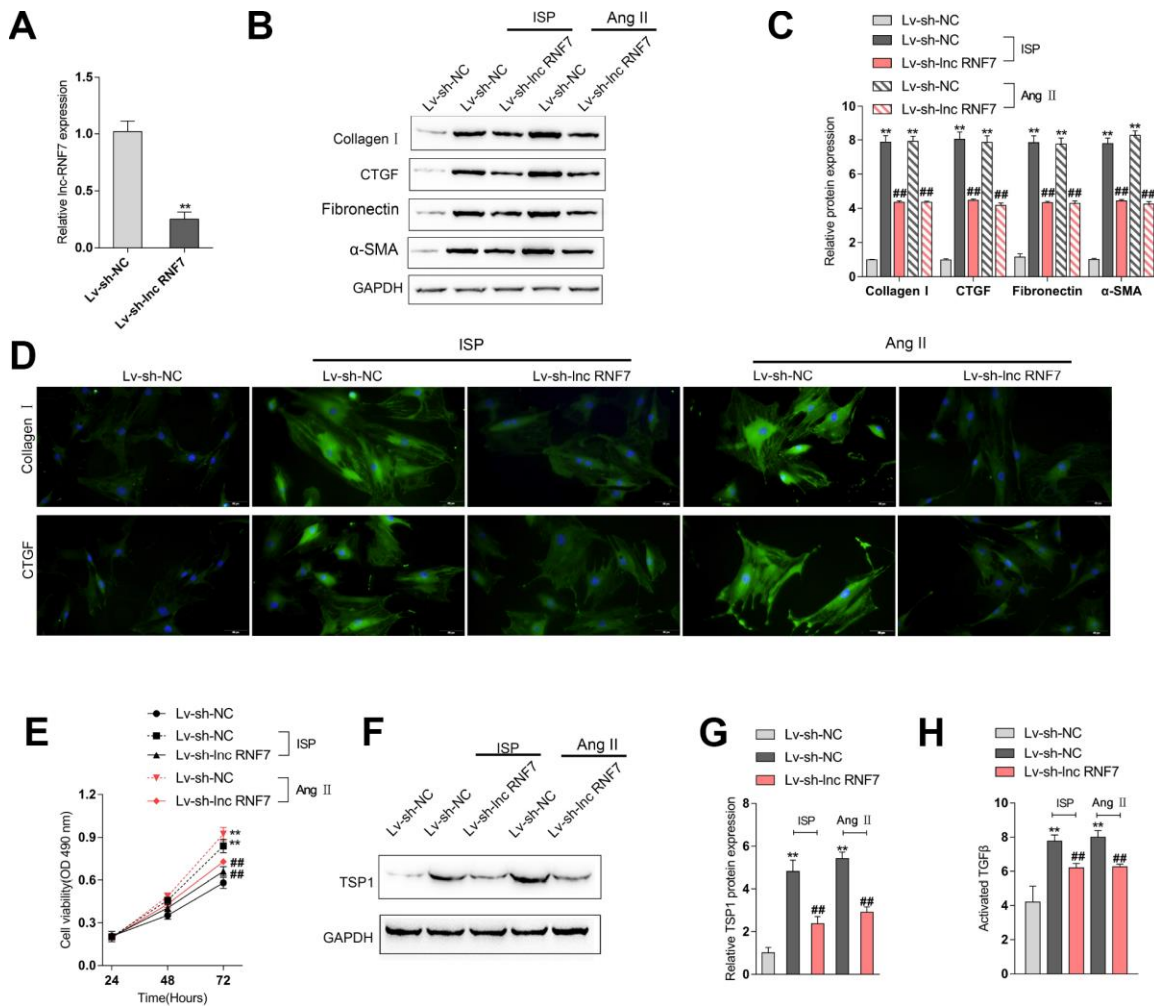 A
Relative lnc-RNF7 expression
1.5
1.0
0.5
0.0
**
Lv-sh-NC
Lv-sh-lnc RNF7
B
ISP
Ang II
Lv-sh-NC
Lv-sh-NC
Lv-sh-lnc RNF7
Lv-sh-NC
Lv-sh-lnc RNF7
Collagen Ⅰ
CTGF
Fibronectin
α-SMA
GAPDH
C
Lv-sh-NC
Lv-sh-NC
Lv-sh-lnc RNF7
ISP
Lv-sh-NC
Lv-sh-lnc RNF7
Ang Ⅱ
Relative protein expression
10
8
6
4
2
0
** ** ** ** ** ** ** **
## ## ## ## ## ## ## ##
Collagen Ⅰ CTGF Fibronectin α-SMA
D
ISP
Ang II
Lv-sh-NC Lv-sh-NC Lv-sh-lnc RNF7 Lv-sh-NC Lv-sh-lnc RNF7
Collagen Ⅰ
CTGF
E
Lv-sh-NC
Lv-sh-NC
Lv-sh-lnc RNF7
ISP
Lv-sh-NC
Lv-sh-lnc RNF7
Ang Ⅱ
Cell viability(OD 490 nm)
1.2
0.9
0.6
0.3
0.0
**
**
##
##
24 48 72
Time(Hours)
F
ISP
Ang II
Lv-sh-NC
Lv-sh-NC
Lv-sh-lnc RNF7
Lv-sh-NC
Lv-sh-lnc RNF7
TSP1
GAPDH
G
Lv-sh-NC
Lv-sh-NC
Lv-sh-lnc RNF7
Relative TSP1 protein expression
8
6
4
2
0
ISP Ang Ⅱ
** **
## ##
H
Lv-sh-NC
Lv-sh-NC
Lv-sh-lnc RNF7
Activated TGFβ
10
8
6
4
2
0
ISP Ang Ⅱ
** **
## ##